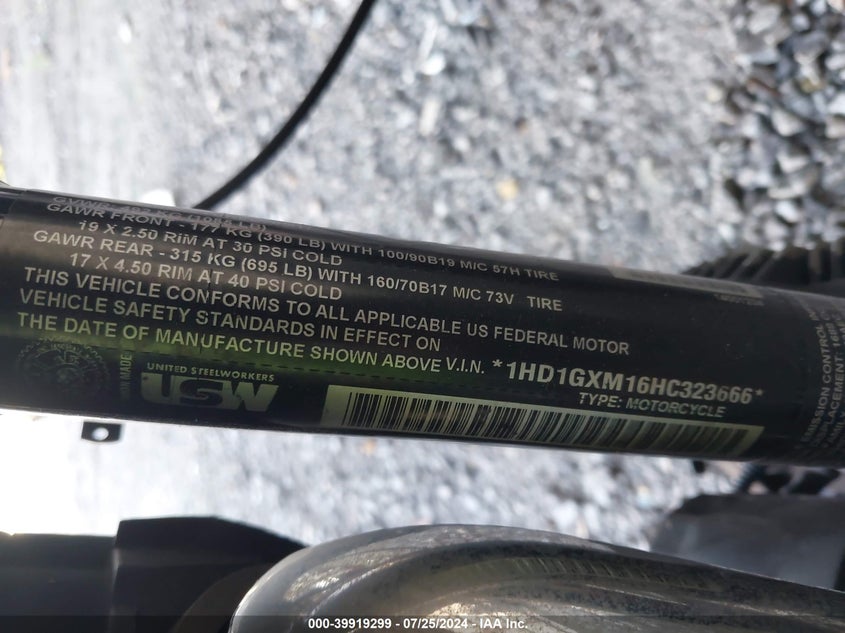 GAWR FRONT - 177 KG (390 LB) WITH 100/90B19 M/C 57H TIRE
19 X 2.50 RIM AT 30 PSI COLD
GAWR REAR - 315 KG (695 LB) WITH 160/70B17 M/C 73V TIRE
17 X 4.50 RIM AT 40 PSI COLD
THIS VEHICLE CONFORMS TO ALL APPLICABLE US FEDERAL MOTOR
VEHICLE SAFETY STANDARDS IN EFFECT ON
THE DATE OF MANUFACTURE SHOWN ABOVE V.I.N. *1HD1GXM16HC323666*
TYPE: MOTORCYCLE
UNITED STEELWORKERS
USW
EMISSION CONTROL
000-39919299 - 07/25/2024 - IAA Inc.